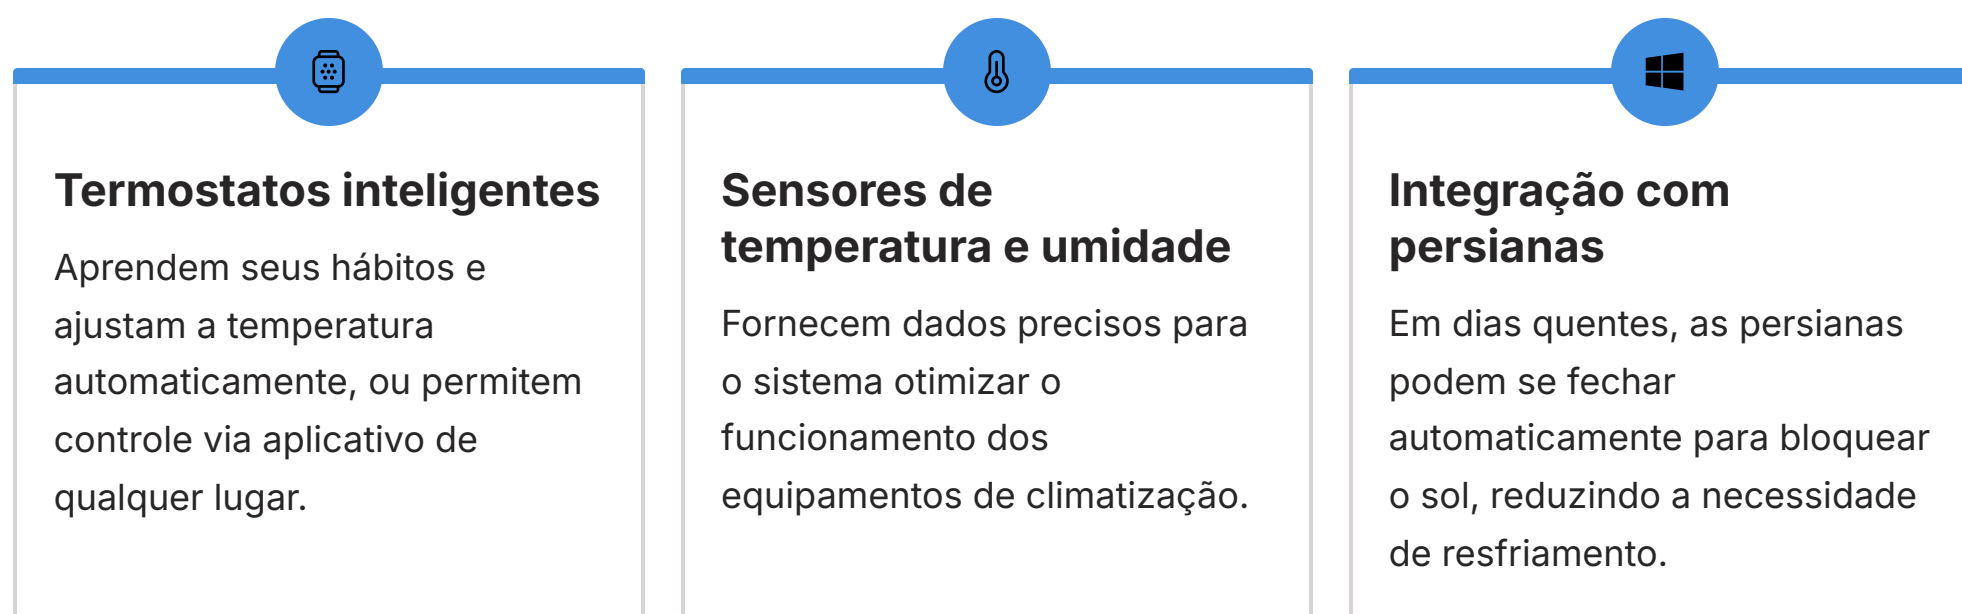 Termostatos inteligentes
Aprendem seus hábitos e
ajustam a temperatura
automaticamente, ou permitem
controle via aplicativo de
qualquer lugar.
Sensores de
temperatura e umidade
Fornecem dados precisos para
o sistema otimizar o
funcionamento dos
equipamentos de climatização.
Integração com
persianas
Em dias quentes, as persianas
podem se fechar
automaticamente para bloquear
o sol, reduzindo a necessidade
de resfriamento.